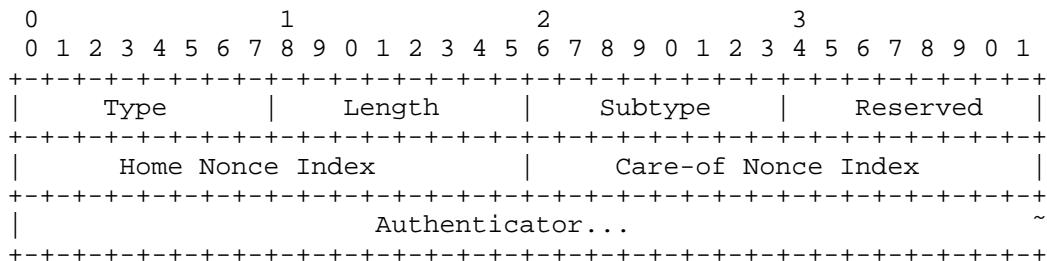 0                   1                   2                   3
 0 1 2 3 4 5 6 7 8 9 0 1 2 3 4 5 6 7 8 9 0 1 2 3 4 5 6 7 8 9 0 1
+-+-+-+-+-+-+-+-+-+-+-+-+-+-+-+-+-+-+-+-+-+-+-+-+-+-+-+-+-+-+-+-+
|     Type      |    Length     |    Subtype    |    Reserved   |
+-+-+-+-+-+-+-+-+-+-+-+-+-+-+-+-+-+-+-+-+-+-+-+-+-+-+-+-+-+-+-+-+
|      Home Nonce Index         |     Care-of Nonce Index       |
+-+-+-+-+-+-+-+-+-+-+-+-+-+-+-+-+-+-+-+-+-+-+-+-+-+-+-+-+-+-+-+-+
|                      Authenticator...                         ~
+-+-+-+-+-+-+-+-+-+-+-+-+-+-+-+-+-+-+-+-+-+-+-+-+-+-+-+-+-+-+-+-+